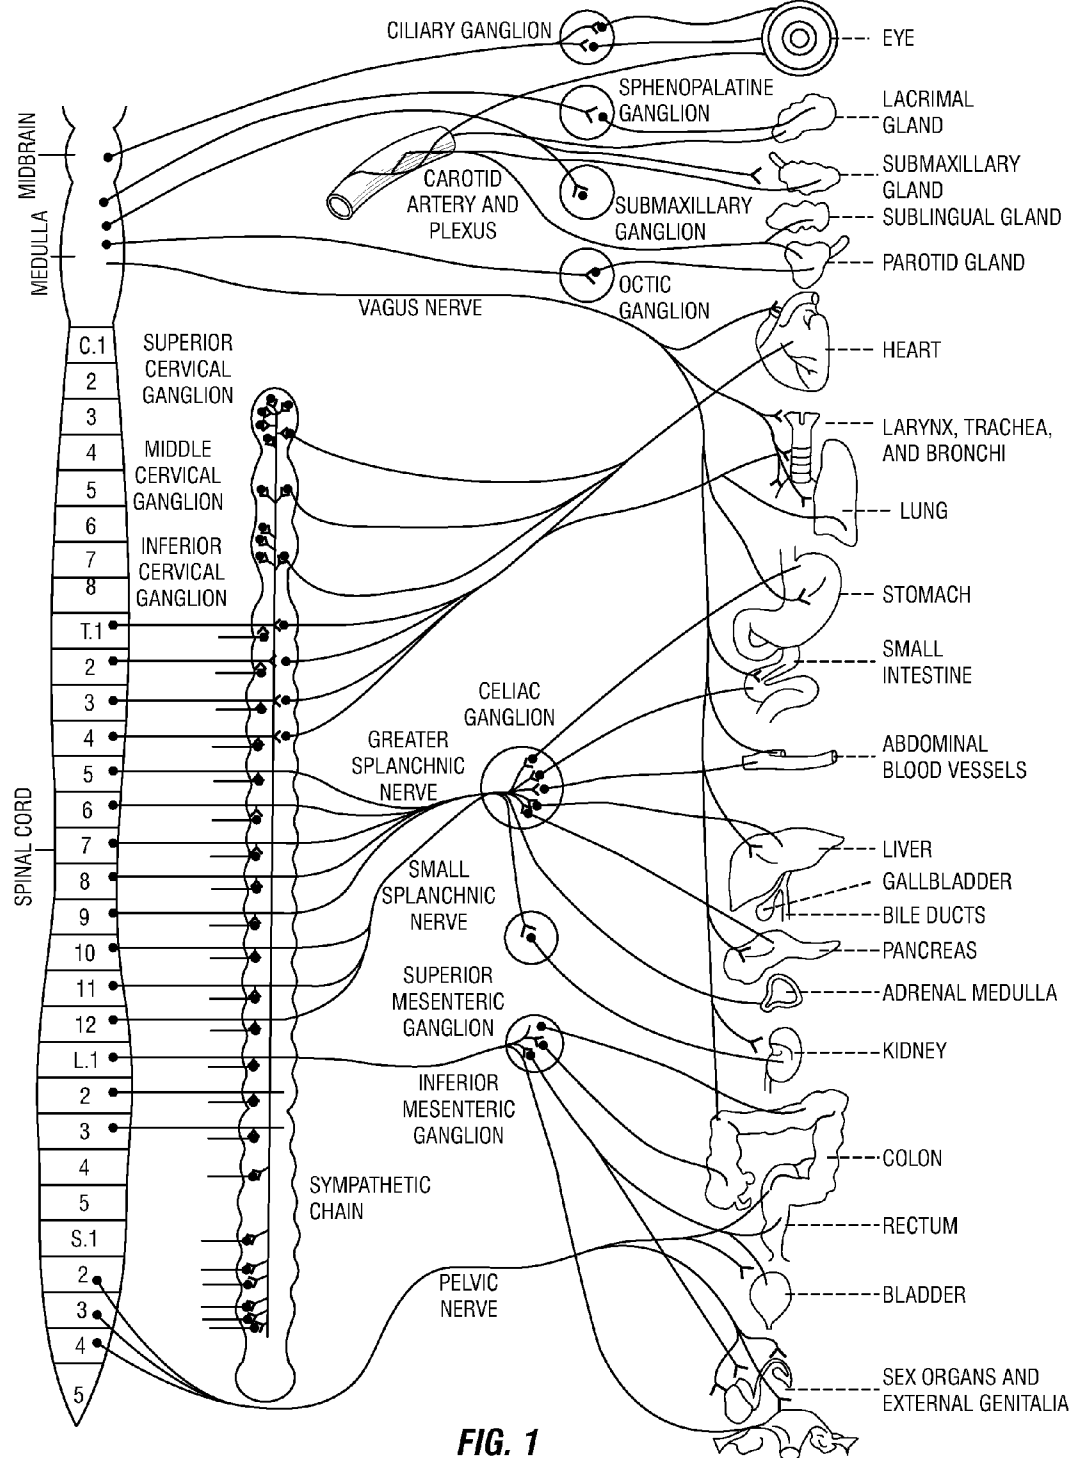 CILIARY GANGLION
EYE
SPHENOPALATINE
GANGLION
LACRIMAL
GLAND
MIDBRAIN
CAROTID
ARTERY AND
PLEXUS
SUBMAXILLARY
GLAND
SUBMAXILLARY
GANGLION
SUBLINGUAL GLAND
MEDULLA
PAROTID GLAND
OCTIC
GANGLION
VAGUS NERVE
HEART
C.1
2
3
4
5
6
7
8
SUPERIOR
CERVICAL
GANGLION
MIDDLE
CERVICAL
GANGLION
INFERIOR
CERVICAL
GANGLION
LARYNX, TRACHEA,
AND BRONCHI
LUNG
STOMACH
SMALL
INTESTINE
T.1
2
3
4
5
6
7
8
9
10
11
12
SPINAL CORD
CELIAC
GANGLION
GREATER
SPLANCHNIC
NERVE
ABDOMINAL
BLOOD VESSELS
LIVER
GALLBLADDER
BILE DUCTS
SMALL
SPLANCHNIC
NERVE
PANCREAS
SUPERIOR
MESENTERIC
GANGLION
ADRENAL MEDULLA
KIDNEY
L.1
2
3
4
5
INFERIOR
MESENTERIC
GANGLION
COLON
SYMPATHETIC
CHAIN
RECTUM
S.1
2
3
4
5
PELVIC
NERVE
BLADDER
SEX ORGANS AND
EXTERNAL GENITALIA
FIG. 1